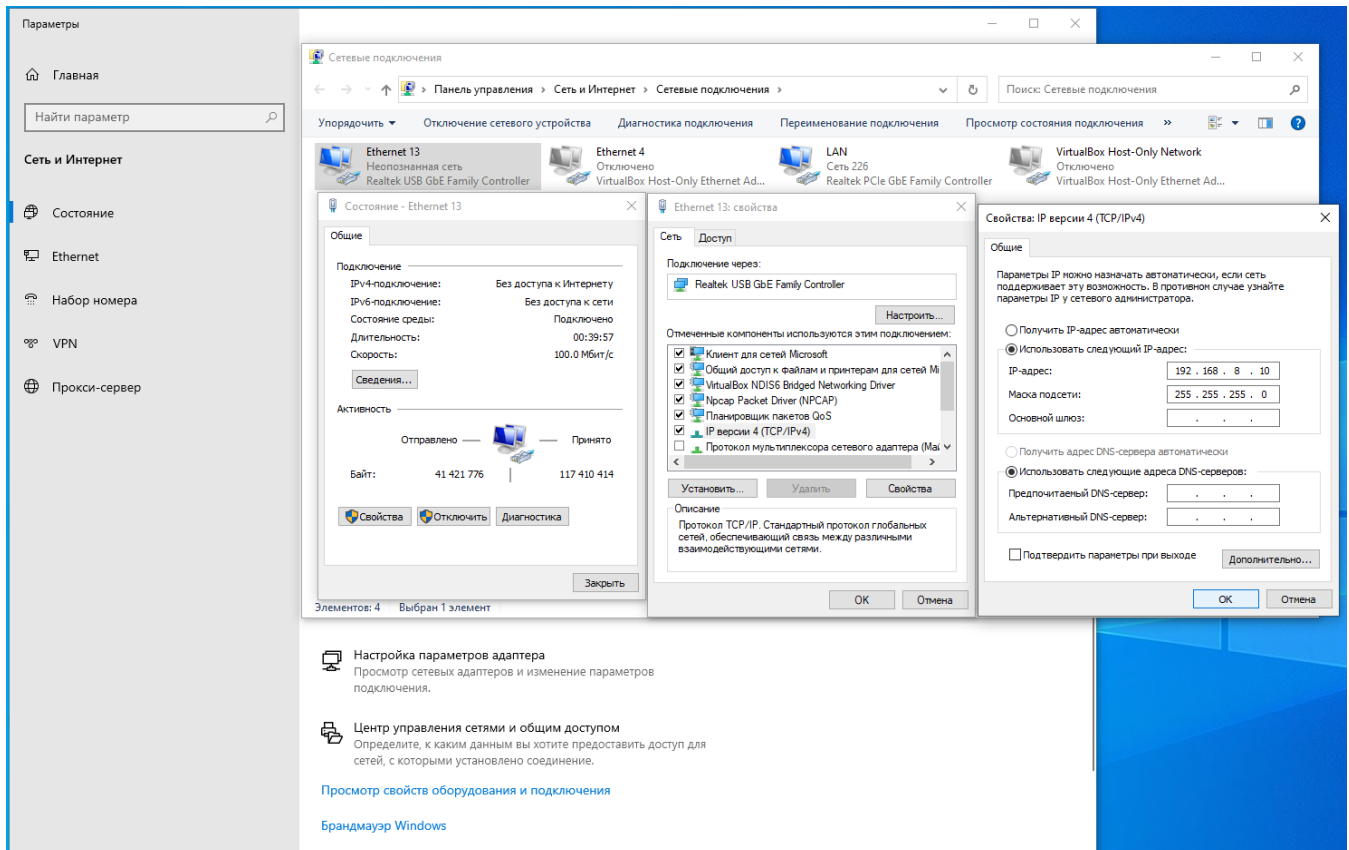 Параметры
Главная
Найти параметр
Сеть и Интернет
Состояние
Ethernet
Набор номера
VPN
Прокси-сервер
Сетевые подключения
Панель управления › Сеть и Интернет › Сетевые подключения ›
Поиск: Сетевые подключения
Упорядочить Отключение сетевого устройства Диагностика подключения Переименование подключения Просмотр состояния подключения »
Ethernet 13
Неопознанная сеть
Realtek USB GbE Family Controller
Ethernet 4
Отключено
VirtualBox Host-Only Ethernet Ad...
LAN
Сеть 226
Realtek PCIe GbE Family Controller
VirtualBox Host-Only Network
Отключено
VirtualBox Host-Only Ethernet Ad...
Состояние - Ethernet 13
Общие
Подключение
IPv4-подключение: Без доступа к Интернету
IPv6-подключение: Без доступа к сети
Состояние среды: Подключено
Длительность: 00:39:57
Скорость: 100.0 Мбит/с
Сведения...
Активность
Отправлено — — Принято
Байт: 41 421 776 | 117 410 414
Свойства Отключить Диагностика
Закрыть
Ethernet 13: свойства
Сеть Доступ
Подключение через:
Realtek USB GbE Family Controller
Настроить...
Отмеченные компоненты используются этим подключением:
Клиент для сетей Microsoft
Общий доступ к файлам и принтерам для сетей Mi
VirtualBox NDIS6 Bridged Networking Driver
Npcap Packet Driver (NPCAP)
Планировщик пакетов QoS
IP версии 4 (TCP/IPv4)
Протокол мультиплексора сетевого адаптера (Май
Установить... Удалить Свойства
Описание
Протокол TCP/IP. Стандартный протокол глобальных
сетей, обеспечивающий связь между различными
взаимодействующими сетями.
OK Отмена
Свойства: IP версии 4 (TCP/IPv4)
Общие
Параметры IP можно назначать автоматически, если сеть
поддерживает эту возможность. В противном случае узнайте
параметры IP у сетевого администратора.
Получить IP-адрес автоматически
Использовать следующий IP-адрес:
IP-адрес: 192 . 168 . 8 . 10
Маска подсети: 255 . 255 . 255 . 0
Основной шлюз: . . .
Получить адрес DNS-сервера автоматически
Использовать следующие адреса DNS-серверов:
Предпочитаемый DNS-сервер: . . .
Альтернативный DNS-сервер: . . .
Подтвердить параметры при выходе Дополнительно...
OK Отмена
Элементов: 4 Выбран 1 элемент
Настройка параметров адаптера
Просмотр сетевых адаптеров и изменение параметров
подключения.
Центр управления сетями и общим доступом
Определите, к каким данным вы хотите предоставить доступ для
сетей, с которыми установлено соединение.
Просмотр свойств оборудования и подключения
Брандмауэр Windows